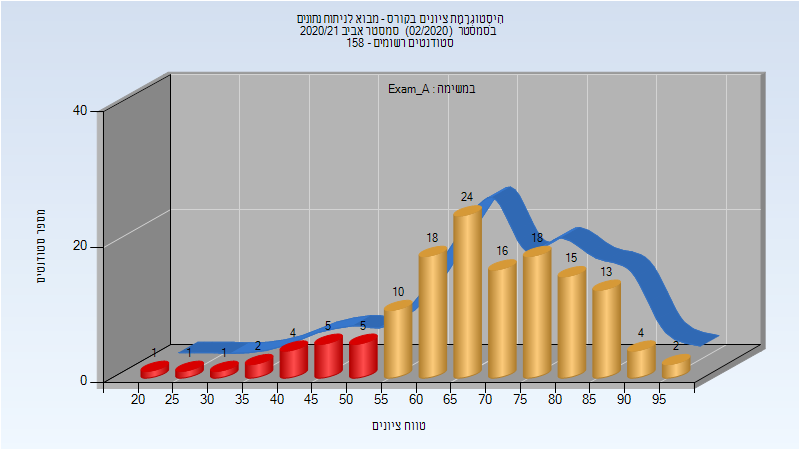 היסטוגרמת ציונים בקורס - מבוא לניתוח נתונים
בסמסטר (02/2020) סמסטר אביב 2020/21
סטודנטים רשומים - 158
במשימה : Exam_A
מספר סטודנטים
40
20
0
1 1 1 2 4 5 5 10 18 24 16 18 15 13 4 2
20 25 30 35 40 45 50 55 60 65 70 75 80 85 90 95
טווח ציונים